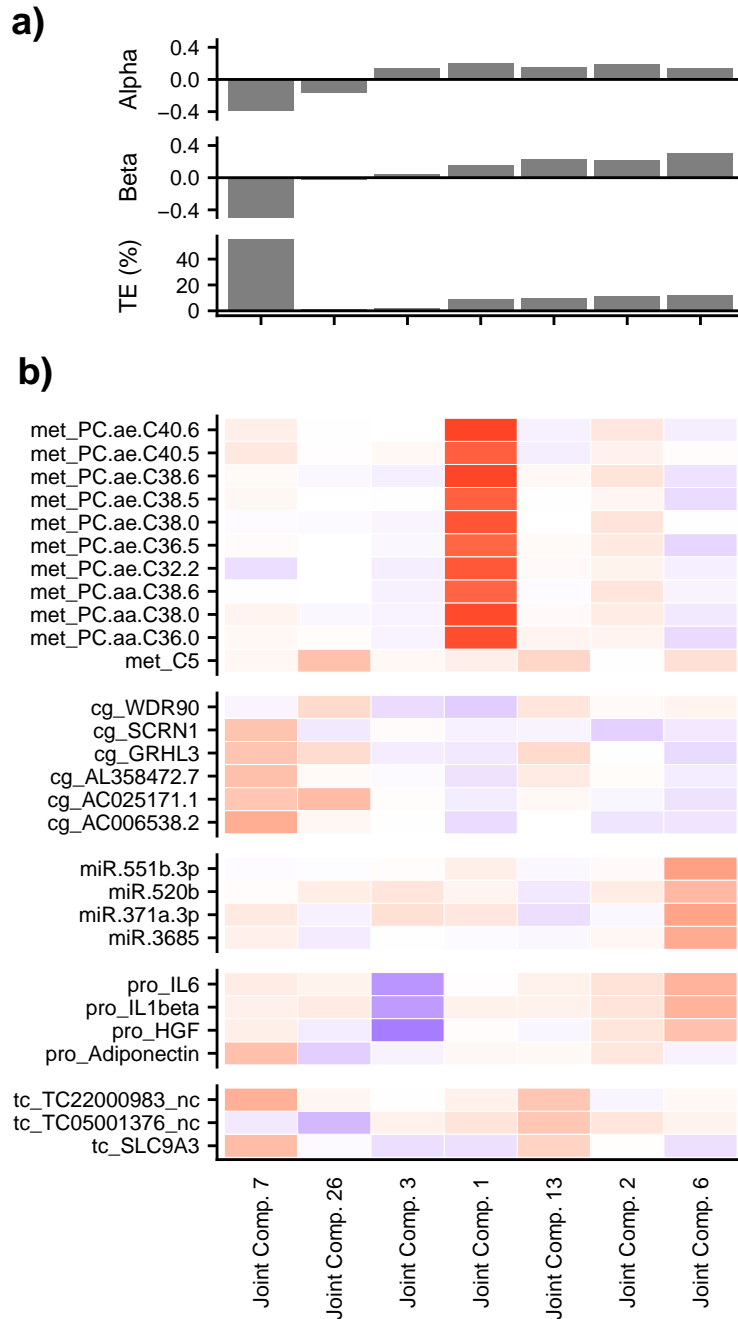 a)
Alpha
0.4
0.0
−0.4
Beta
0.4
0.0
−0.4
TE (%)
40
20
0
b)
met_PC.ae.C40.6
met_PC.ae.C40.5
met_PC.ae.C38.6
met_PC.ae.C38.5
met_PC.ae.C38.0
met_PC.ae.C36.5
met_PC.ae.C32.2
met_PC.aa.C38.6
met_PC.aa.C38.0
met_PC.aa.C36.0
met_C5
cg_WDR90
cg_SCRN1
cg_GRHL3
cg_AL358472.7
cg_AC025171.1
cg_AC006538.2
miR.551b.3p
miR.520b
miR.371a.3p
miR.3685
pro_IL6
pro_IL1beta
pro_HGF
pro_Adiponectin
tc_TC22000983_nc
tc_TC05001376_nc
tc_SLC9A3
Joint Comp. 7
Joint Comp. 26
Joint Comp. 3
Joint Comp. 1
Joint Comp. 13
Joint Comp. 2
Joint Comp. 6